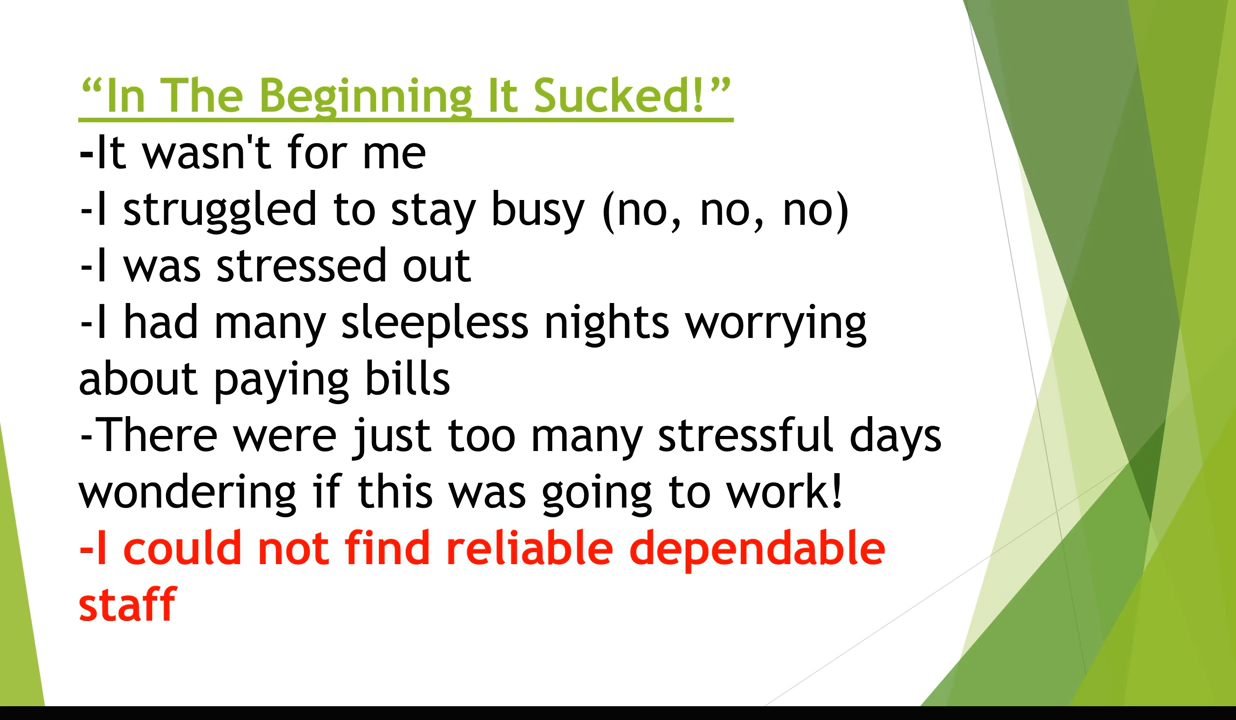 “In The Beginning It Sucked!”
-It wasn't for me
-I struggled to stay busy (no, no, no)
-I was stressed out
-I had many sleepless nights worrying
about paying bills
-There were just too many stressful days
wondering if this was going to work!
-I could not find reliable dependable
staff